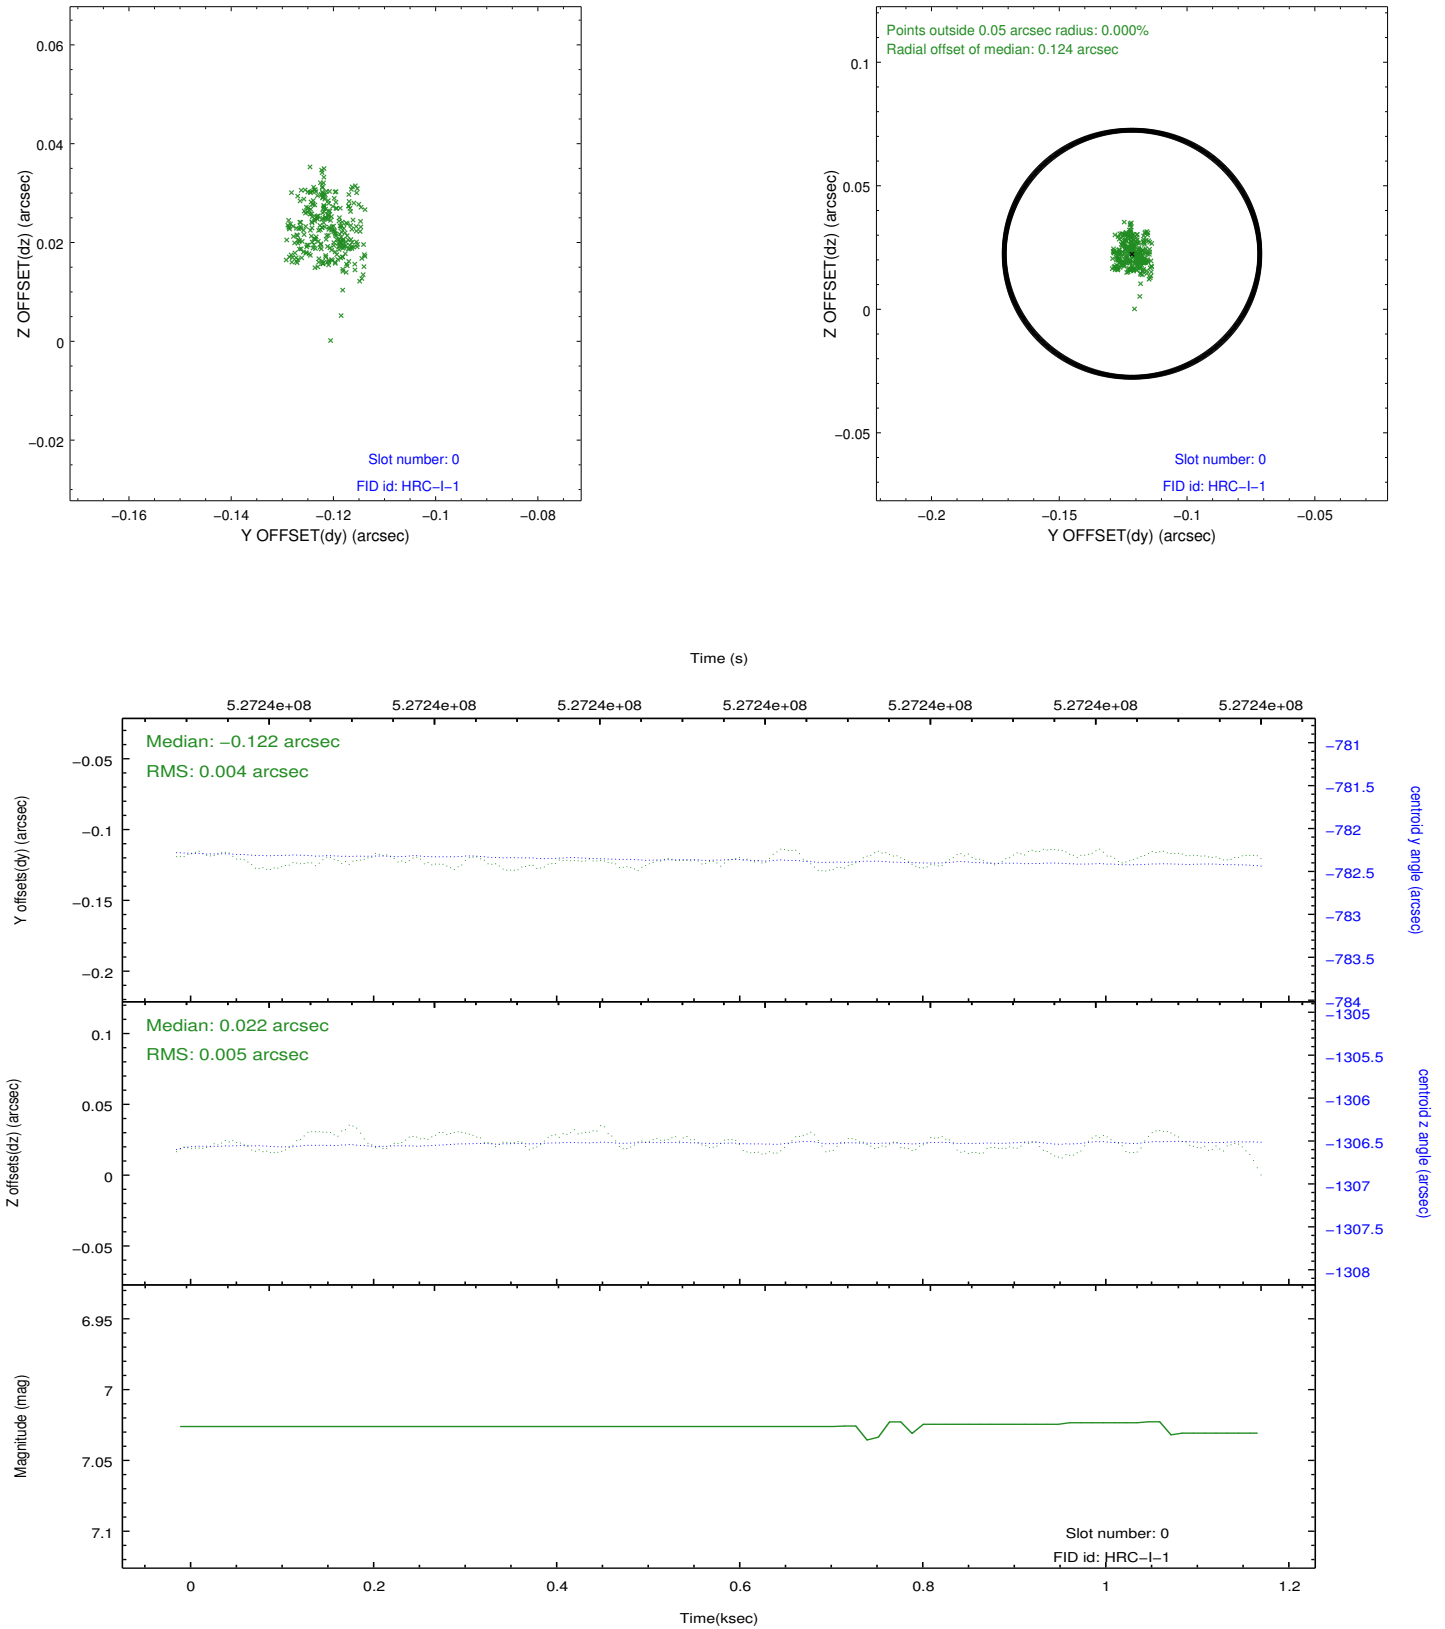 0.06
0.04
0.02
0
−0.02
Z OFFSET(dz) (arcsec)
Slot number: 0
FID id: HRC−I−1
−0.16
−0.14
−0.12
−0.1
−0.08
Y OFFSET(dy) (arcsec)
Points outside 0.05 arcsec radius: 0.000%
Radial offset of median: 0.124 arcsec
0.1
0.05
0
−0.05
Z OFFSET(dz) (arcsec)
Slot number: 0
FID id: HRC−I−1
−0.2
−0.15
−0.1
−0.05
Y OFFSET(dy) (arcsec)
Time (s)
5.2724e+08
5.2724e+08
5.2724e+08
5.2724e+08
5.2724e+08
5.2724e+08
5.2724e+08
Median: −0.122 arcsec
RMS: 0.004 arcsec
−0.05
−0.1
−0.15
−0.2
Y offsets(dy) (arcsec)
−781
−781.5
−782
−782.5
−783
−783.5
−784
centroid y angle (arcsec)
Median: 0.022 arcsec
RMS: 0.005 arcsec
0.1
0.05
0
−0.05
Z offsets(dz) (arcsec)
−1305
−1305.5
−1306
−1306.5
−1307
−1307.5
−1308
centroid z angle (arcsec)
6.95
7
7.05
7.1
Magnitude (mag)
Slot number: 0
FID id: HRC−I−1
0
0.2
0.4
0.6
0.8
1
1.2
Time(ksec)